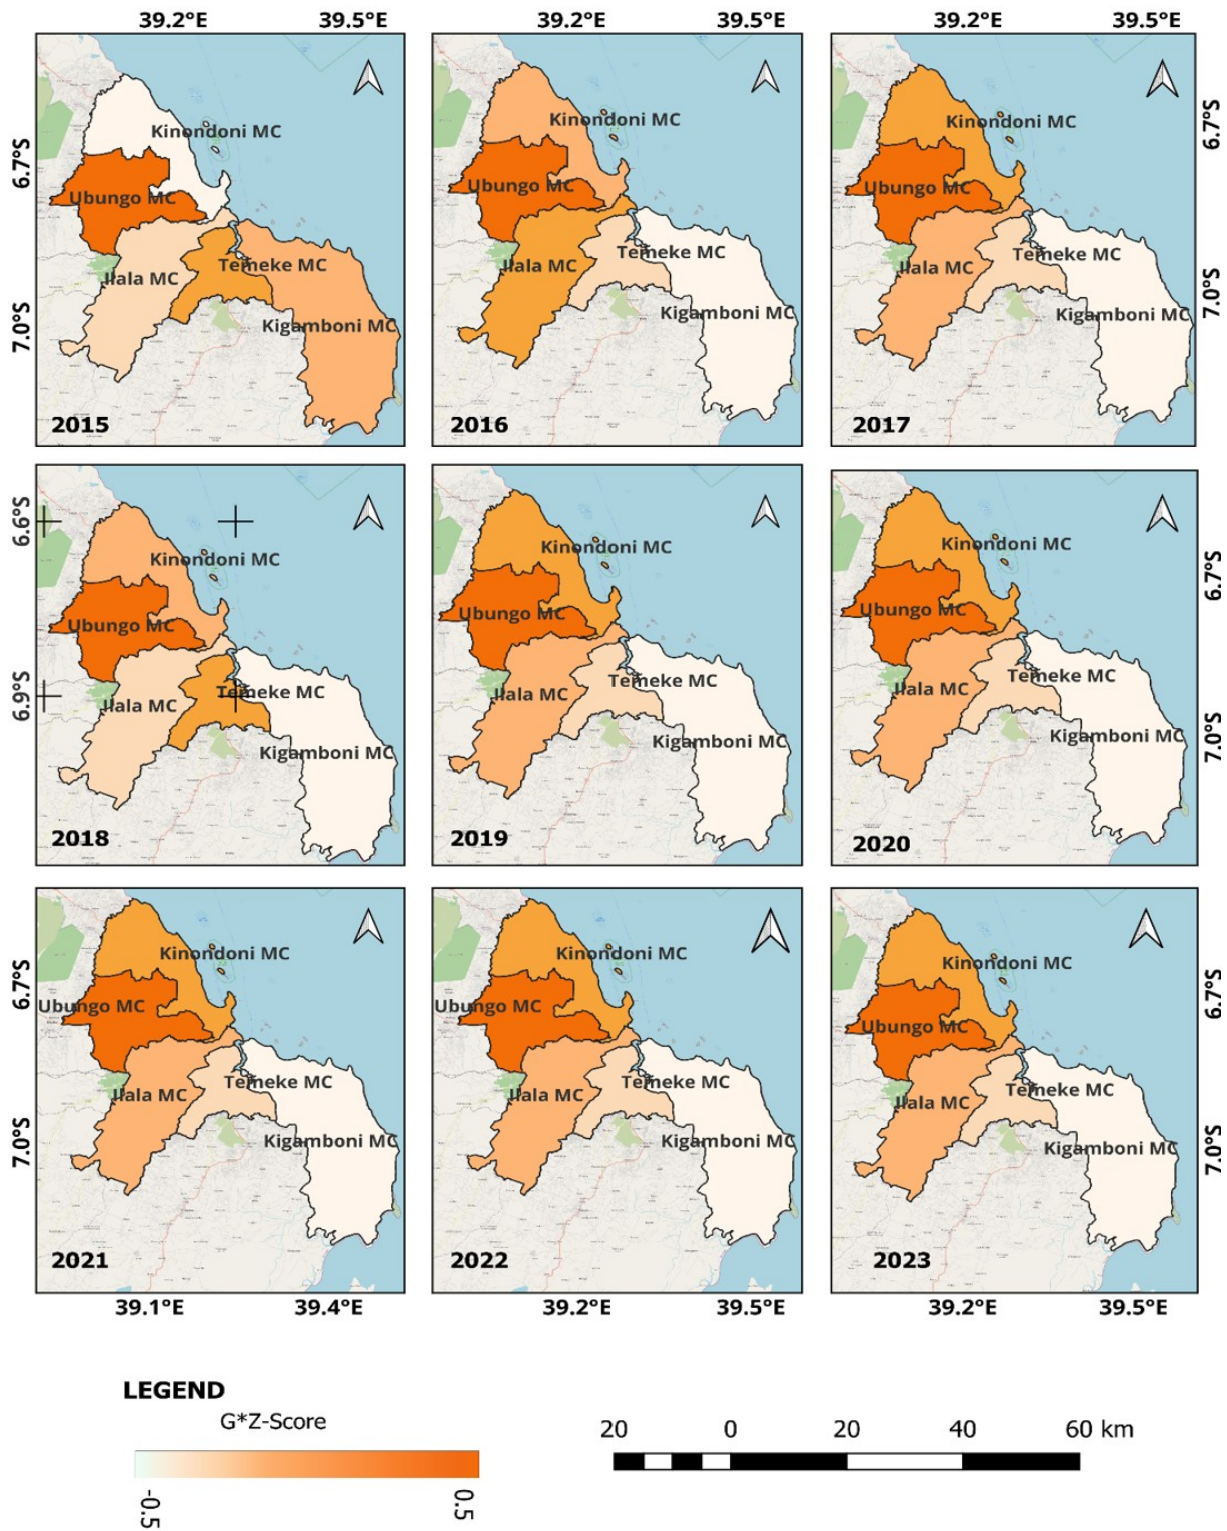 39.2°E 39.5°E 39.2°E 39.5°E 39.2°E 39.5°E
6.7°S
7.0°S
Kinondoni MC
Ubungo MC
Ilala MC
Temeke MC
Kigamboni MC
2015
Kinondoni MC
Ubungo MC
Ilala MC
Temeke MC
Kigamboni MC
2016
Kinondoni MC
Ubungo MC
Ilala MC
Temeke MC
Kigamboni MC
2017
6.7°S
7.0°S
6.6°S
6.9°S
Kinondoni MC
Ubungo MC
Ilala MC
Temeke MC
Kigamboni MC
2018
Kinondoni MC
Ubungo MC
Ilala MC
Temeke MC
Kigamboni MC
2019
Kinondoni MC
Ubungo MC
Ilala MC
Temeke MC
Kigamboni MC
2020
6.7°S
7.0°S
6.7°S
7.0°S
Kinondoni MC
Ubungo MC
Ilala MC
Temeke MC
Kigamboni MC
2021
Kinondoni MC
Ubungo MC
Ilala MC
Temeke MC
Kigamboni MC
2022
Kinondoni MC
Ubungo MC
Ilala MC
Temeke MC
Kigamboni MC
2023
6.7°S
7.0°S
39.1°E 39.4°E 39.2°E 39.5°E 39.2°E 39.5°E
LEGEND
G*Z-Score
-0.5 0.5
20 0 20 40 60 km